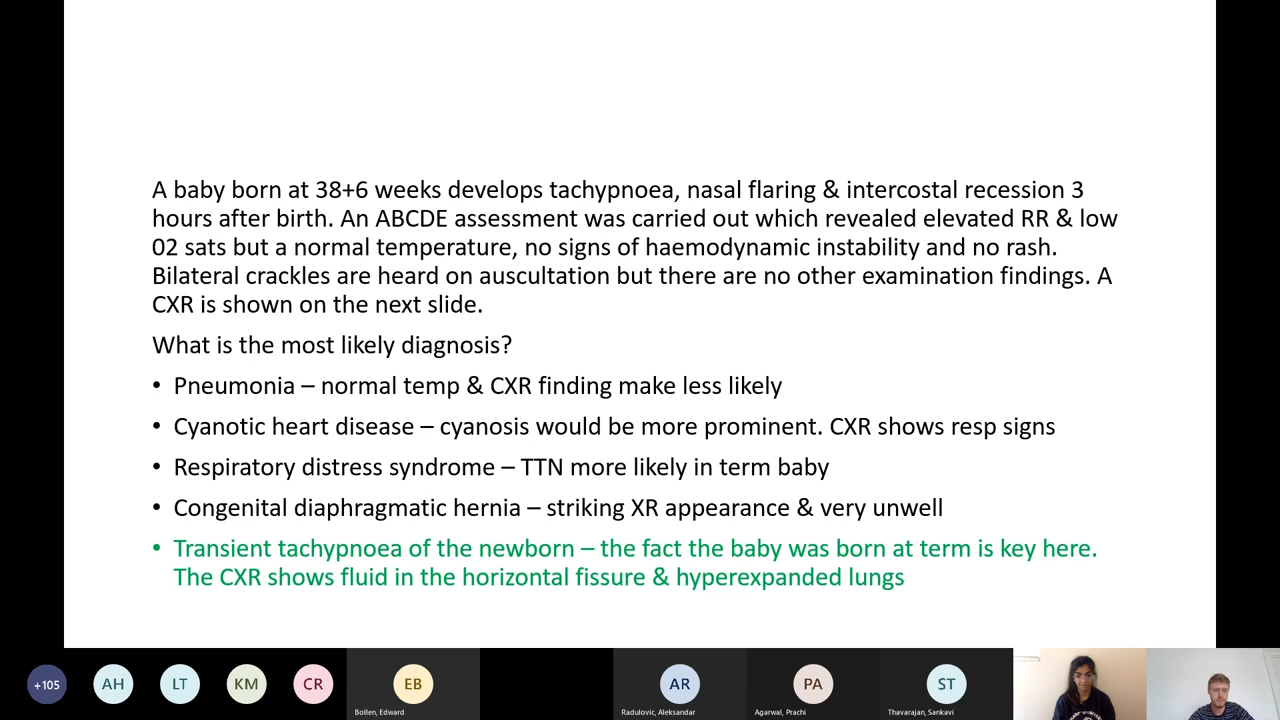 A baby born at 38+6 weeks develops tachypnoea, nasal flaring & intercostal recession 3
hours after birth. An ABCDE assessment was carried out which revealed elevated RR & low
02 sats but a normal temperature, no signs of haemodynamic instability and no rash.
Bilateral crackles are heard on auscultation but there are no other examination findings. A
CXR is shown on the next slide.
What is the most likely diagnosis?
• Pneumonia – normal temp & CXR finding make less likely
• Cyanotic heart disease – cyanosis would be more prominent. CXR shows resp signs
• Respiratory distress syndrome – TTN more likely in term baby
• Congenital diaphragmatic hernia – striking XR appearance & very unwell
• Transient tachypnoea of the newborn – the fact the baby was born at term is key here.
The CXR shows fluid in the horizontal fissure & hyperexpanded lungs
+105 AH LT KM CR EB AR PA ST
Bollen, Edward Radulovic, Aleksandar Agarwal, Prachi Thavarajan, Sankavi